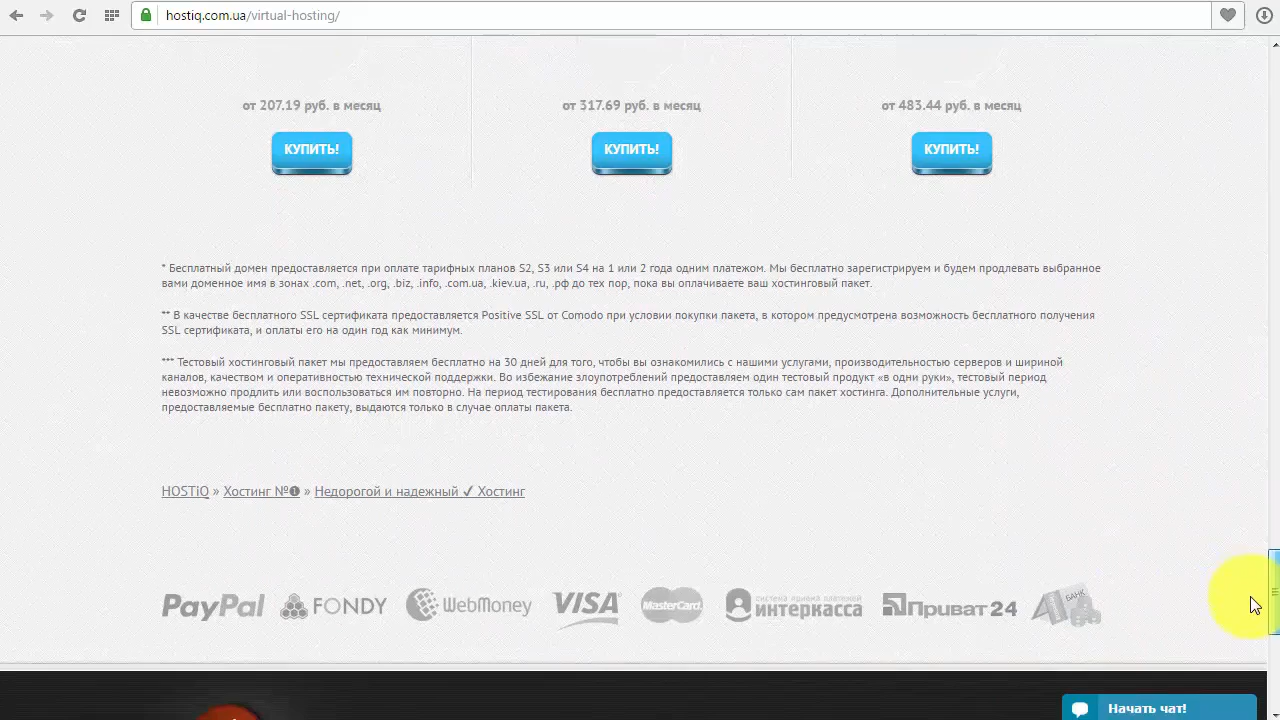 hostiq.com.ua/virtual-hosting/
от 207.19 руб. в месяц
от 317.69 руб. в месяц
от 483.44 руб. в месяц
КУПИТЬ!
КУПИТЬ!
КУПИТЬ!
* Бесплатный домен предоставляется при оплате тарифных планов S2, S3 или S4 на 1 или 2 года одним платежом. Мы бесплатно зарегистрируем и будем продлевать выбранное
вами доменное имя в зонах .com, .net, .org, .biz, .info, .com.ua, .kiev.ua, .ru, .рф до тех пор, пока вы оплачиваете ваш хостинговый пакет.
** В качестве бесплатного SSL сертификата предоставляется Positive SSL от Comodo при условии покупки пакета, в котором предусмотрена возможность бесплатного получения
SSL сертификата, и оплаты его на один год как минимум.
*** Тестовый хостинговый пакет мы предоставляем бесплатно на 30 дней для того, чтобы вы ознакомились с нашими услугами, производительностью серверов и шириной
каналов, качеством и оперативностью технической поддержки. Во избежание злоупотреблений предоставляем один тестовый продукт «в одни руки», тестовый период
невозможно продлить или воспользоваться им повторно. На период тестирования бесплатно предоставляется только сам пакет хостинга. Дополнительные услуги,
предоставляемые бесплатно пакету, выдаются только в случае оплаты пакета.
HOSTiQ » Хостинг №❶ » Недорогой и надежный ✓ Хостинг
PayPal FONDY WebMoney VISA MasterCard система единых платежей интеркасса Приват 24 БАНК
Начать чат!